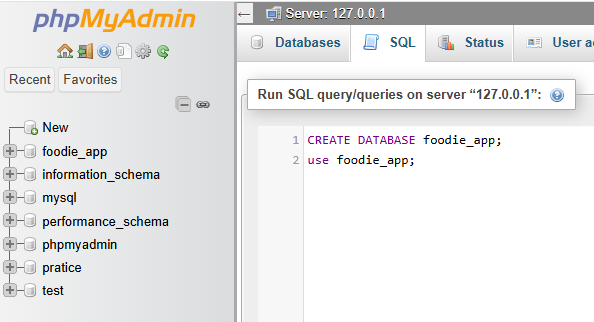 phpMyAdmin
Recent Favorites
New
foodie_app
information_schema
mysql
performance_schema
phpmyadmin
pratice
test
Server: 127.0.0.1
Databases SQL Status User a
Run SQL query/queries on server “127.0.0.1”:
1 CREATE DATABASE foodie_app;
2 use foodie_app;